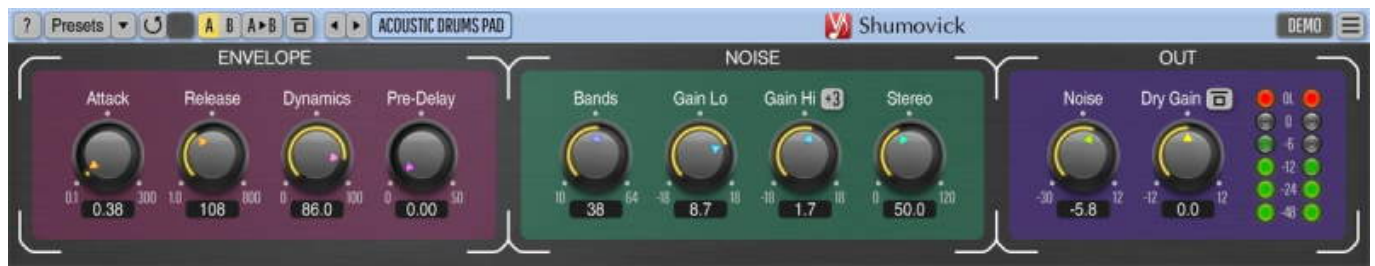 ? Presets A B A▸B ACOUSTIC DRUMS PAD Shumovick DEMO
ENVELOPE NOISE OUT
Attack Release Dynamics Pre-Delay Bands Gain Lo Gain Hi +3 Stereo Noise Dry Gain
OL
0
-6
-12
-24
-48
0.1 300 1.0 800 0 100 0 50 10 64 -18 18 -18 18 0 120 -30 12 -12 12
0.38 108 86.0 0.00 38 8.7 1.7 50.0 -5.8 0.0